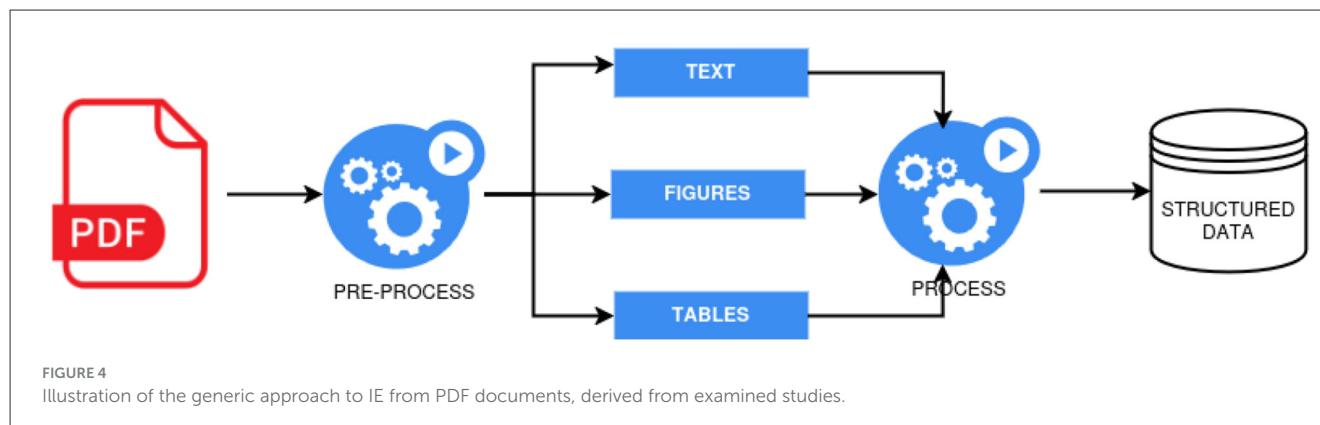 PDF
PRE-PROCESS
TEXT
FIGURES
TABLES
PROCESS
STRUCTURED
DATA
FIGURE 4
Illustration of the generic approach to IE from PDF documents, derived from examined studies.